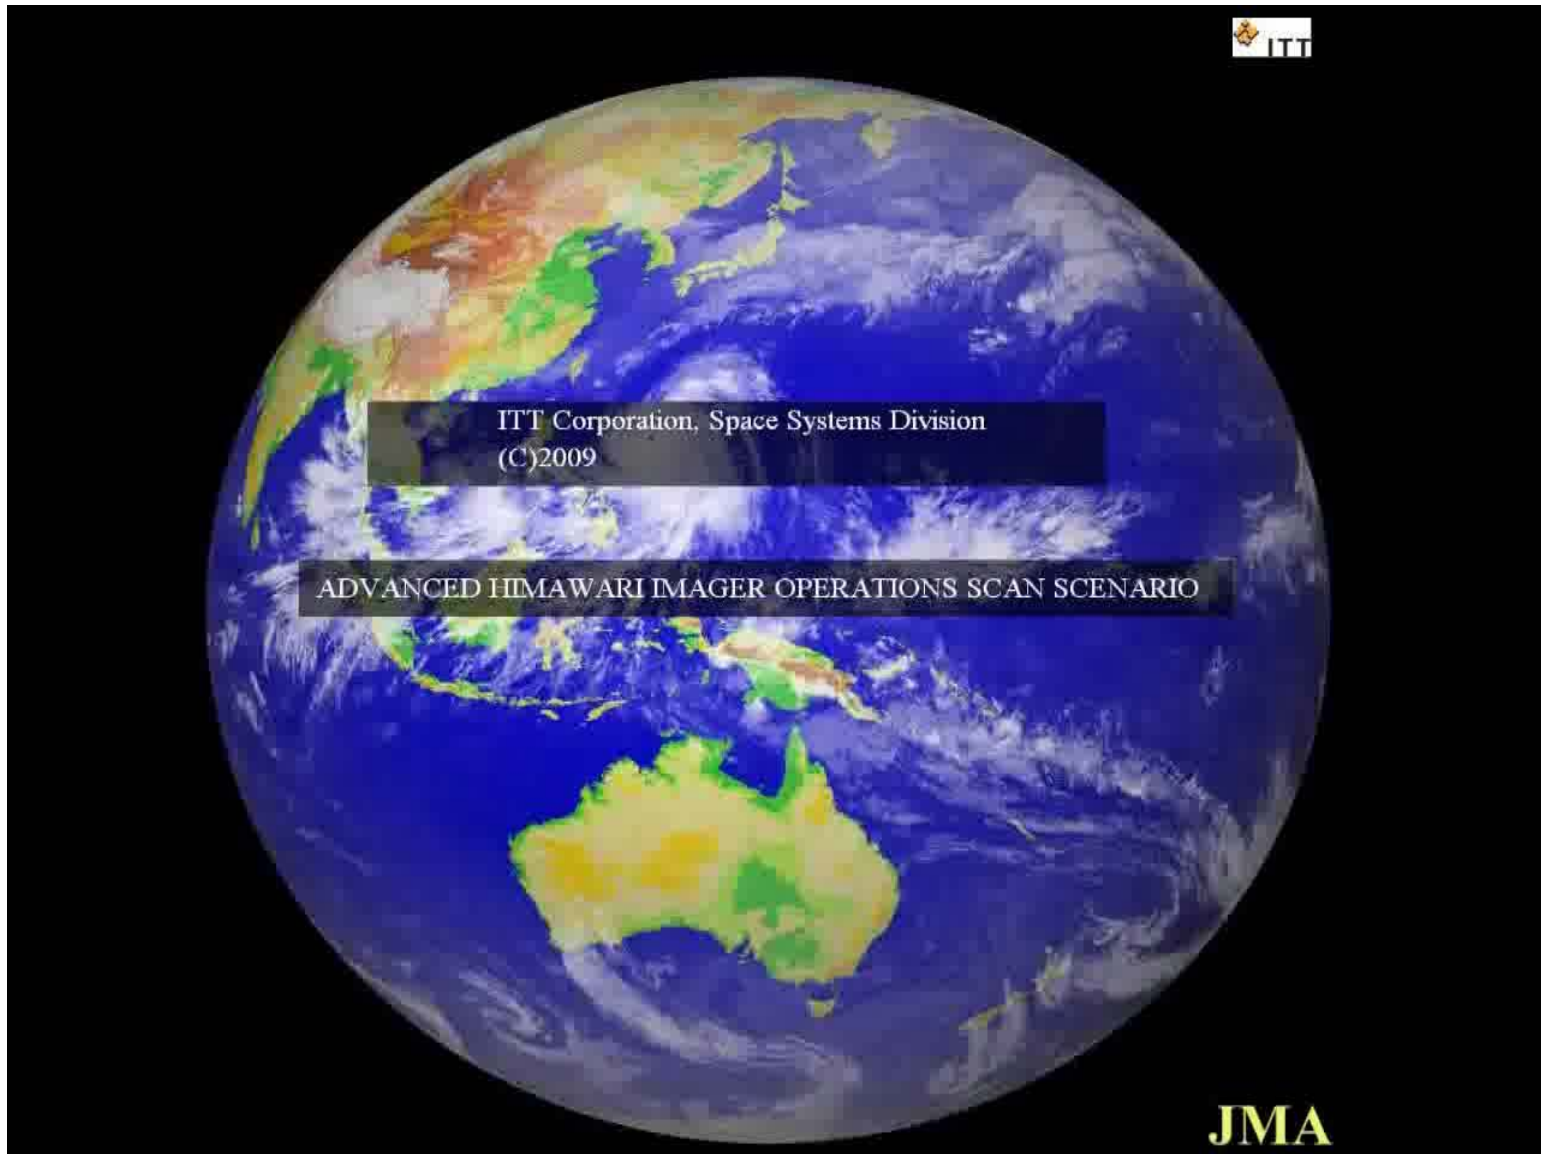 ITT
ITT Corporation, Space Systems Division
(C)2009
ADVANCED HIMAWARI IMAGER OPERATIONS SCAN SCENARIO
JMA